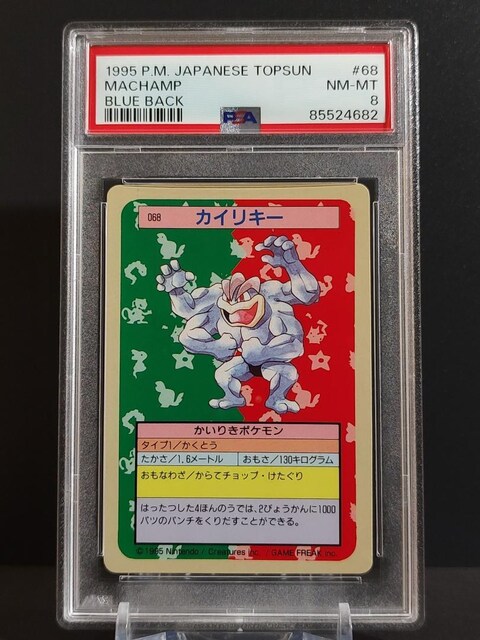 1995 P.M. JAPANESE TOPSUN #68
MACHAMP NM-MT
BLUE BACK 8
85524682
PSA
068 カイリキー
かいりきポケモン
タイプ1/かくとう
たかさ/1.6メートル おもさ/130キログラム
おもなわざ/からてチョップ・けたぐり
はったつした4ほんのうでは、2びょうかんに1000
パツのパンチをくりだすことができる。
©1995 Nintendo/Creatures inc./GAME FREAK inc.